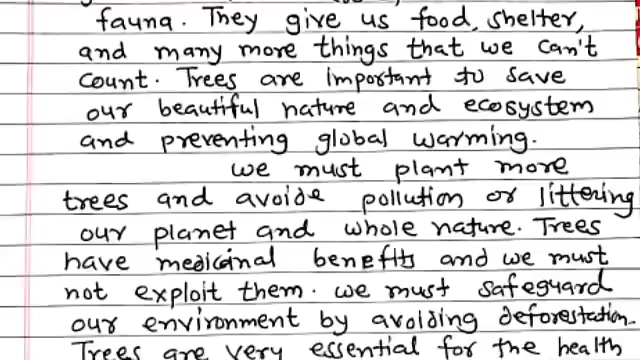 fauna. They give us food, shelter,
and many more things that we can't
count. Trees are important to save
our beautiful nature and ecosystem
and preventing global warming.
we must plant more
trees and avoide pollution or littering
our planet and whole nature. Trees
have medicinal benefits and we must
not exploit them. we must safeguard
our environment by avoiding deforestation.
Trees are very essential for the health